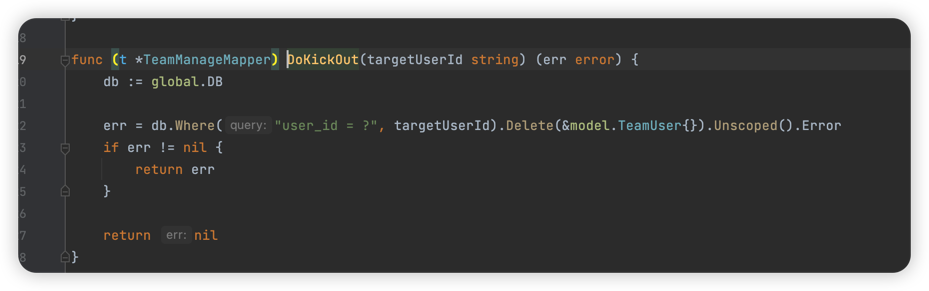 8 }
9 func (t *TeamManageMapper) DoKickOut(targetUserId string) (err error) {
0 db := global.DB
1
2 err = db.Where( query: "user_id = ?", targetUserId).Delete(&model.TeamUser{}).Unscoped().Error
3 if err != nil {
4 return err
5 }
6
7 return err: nil
8 }